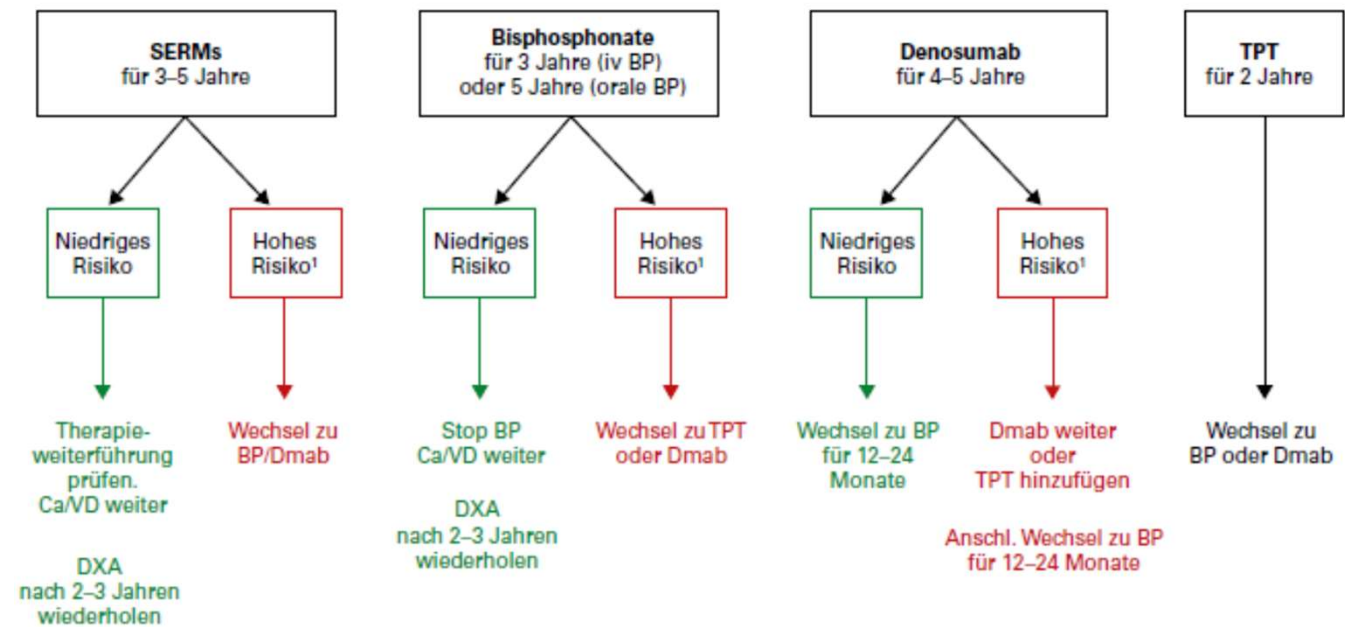 SERMs
für 3–5 Jahre
Bisphosphonate
für 3 Jahre (iv BP)
oder 5 Jahre (orale BP)
Denosumab
für 4–5 Jahre
TPT
für 2 Jahre
Niedriges
Risiko
Hohes
Risiko¹
Niedriges
Risiko
Hohes
Risiko¹
Niedriges
Risiko
Hohes
Risiko¹
Therapie-
weiterführung
prüfen.
Ca/VD weiter
DXA
nach 2–3 Jahren
wiederholen
Wechsel zu
BP/Dmab
Stop BP
Ca/VD weiter
DXA
nach 2–3 Jahren
wiederholen
Wechsel zu TPT
oder Dmab
Wechsel zu BP
für 12–24
Monate
Dmab weiter
oder
TPT hinzufügen
Anschl. Wechsel zu BP
für 12–24 Monate
Wechsel zu
BP oder Dmab